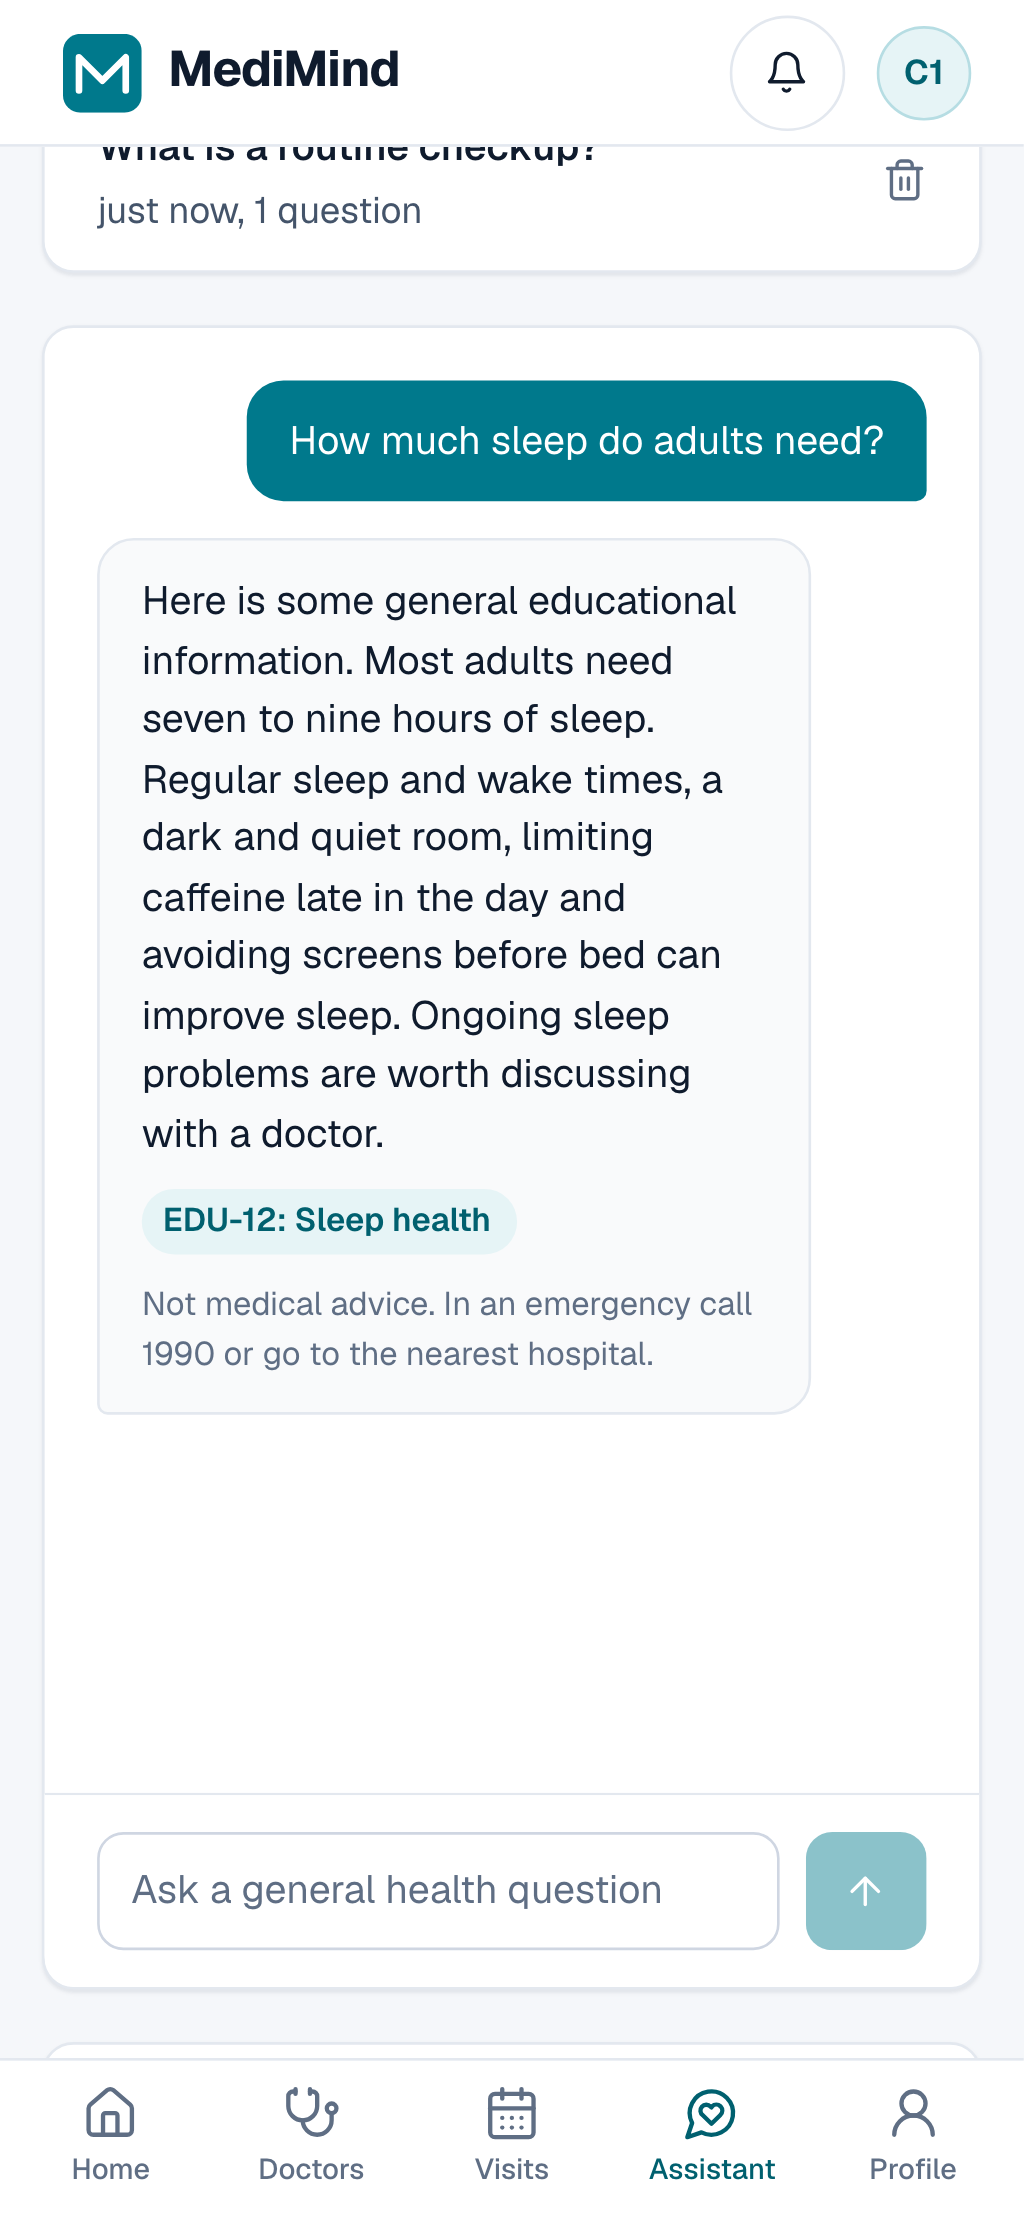 MediMind
C1
What is a routine checkup?
just now, 1 question
How much sleep do adults need?
Here is some general educational
information. Most adults need
seven to nine hours of sleep.
Regular sleep and wake times, a
dark and quiet room, limiting
caffeine late in the day and
avoiding screens before bed can
improve sleep. Ongoing sleep
problems are worth discussing
with a doctor.
EDU-12: Sleep health
Not medical advice. In an emergency call
1990 or go to the nearest hospital.
Ask a general health question
Home
Doctors
Visits
Assistant
Profile